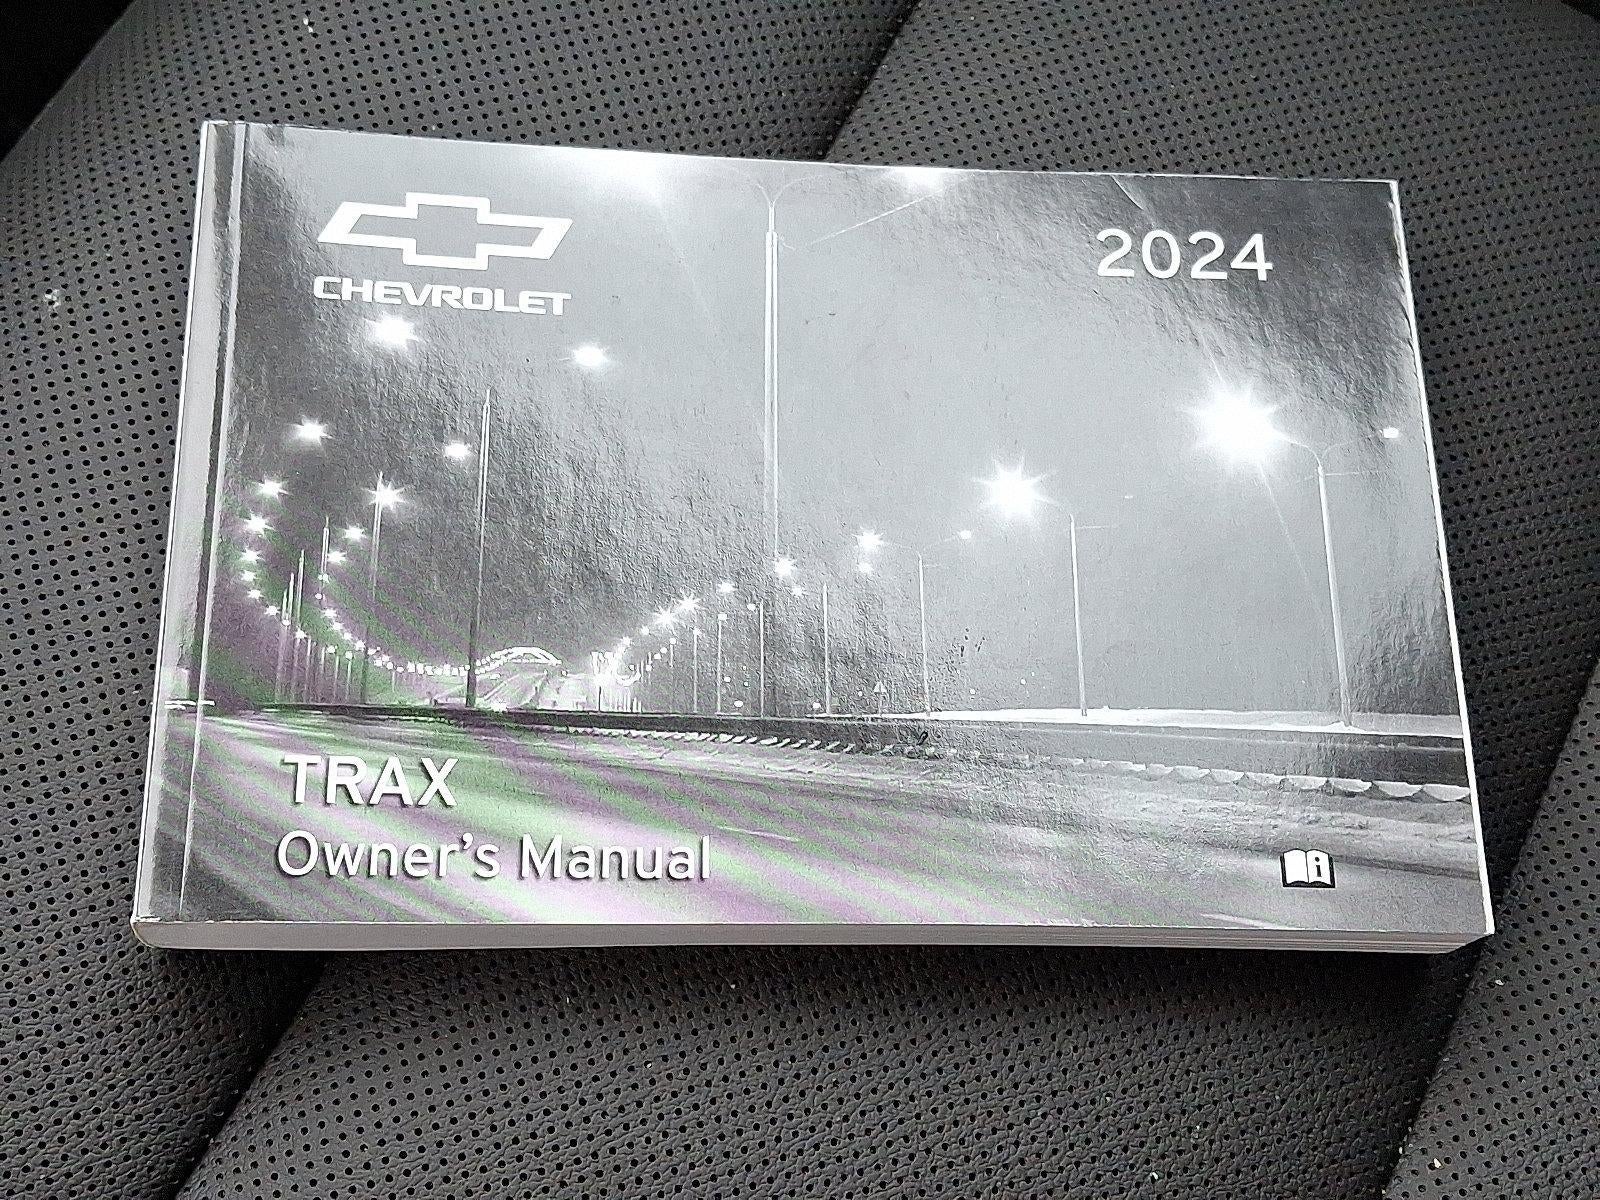 CHEVROLET
2024
TRAX
Owner's Manual
i